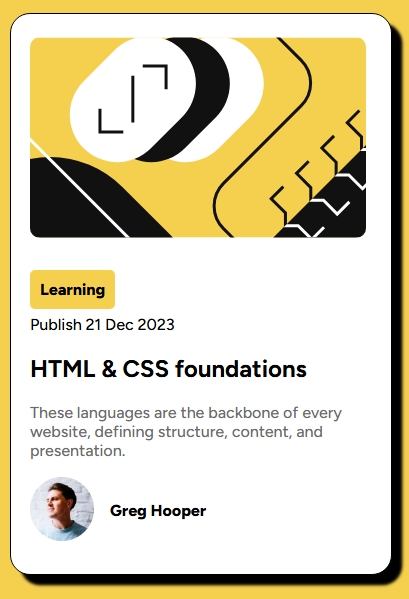 Learning
Publish 21 Dec 2023
HTML & CSS foundations
These languages are the backbone of every
website, defining structure, content, and
presentation.
Greg Hooper